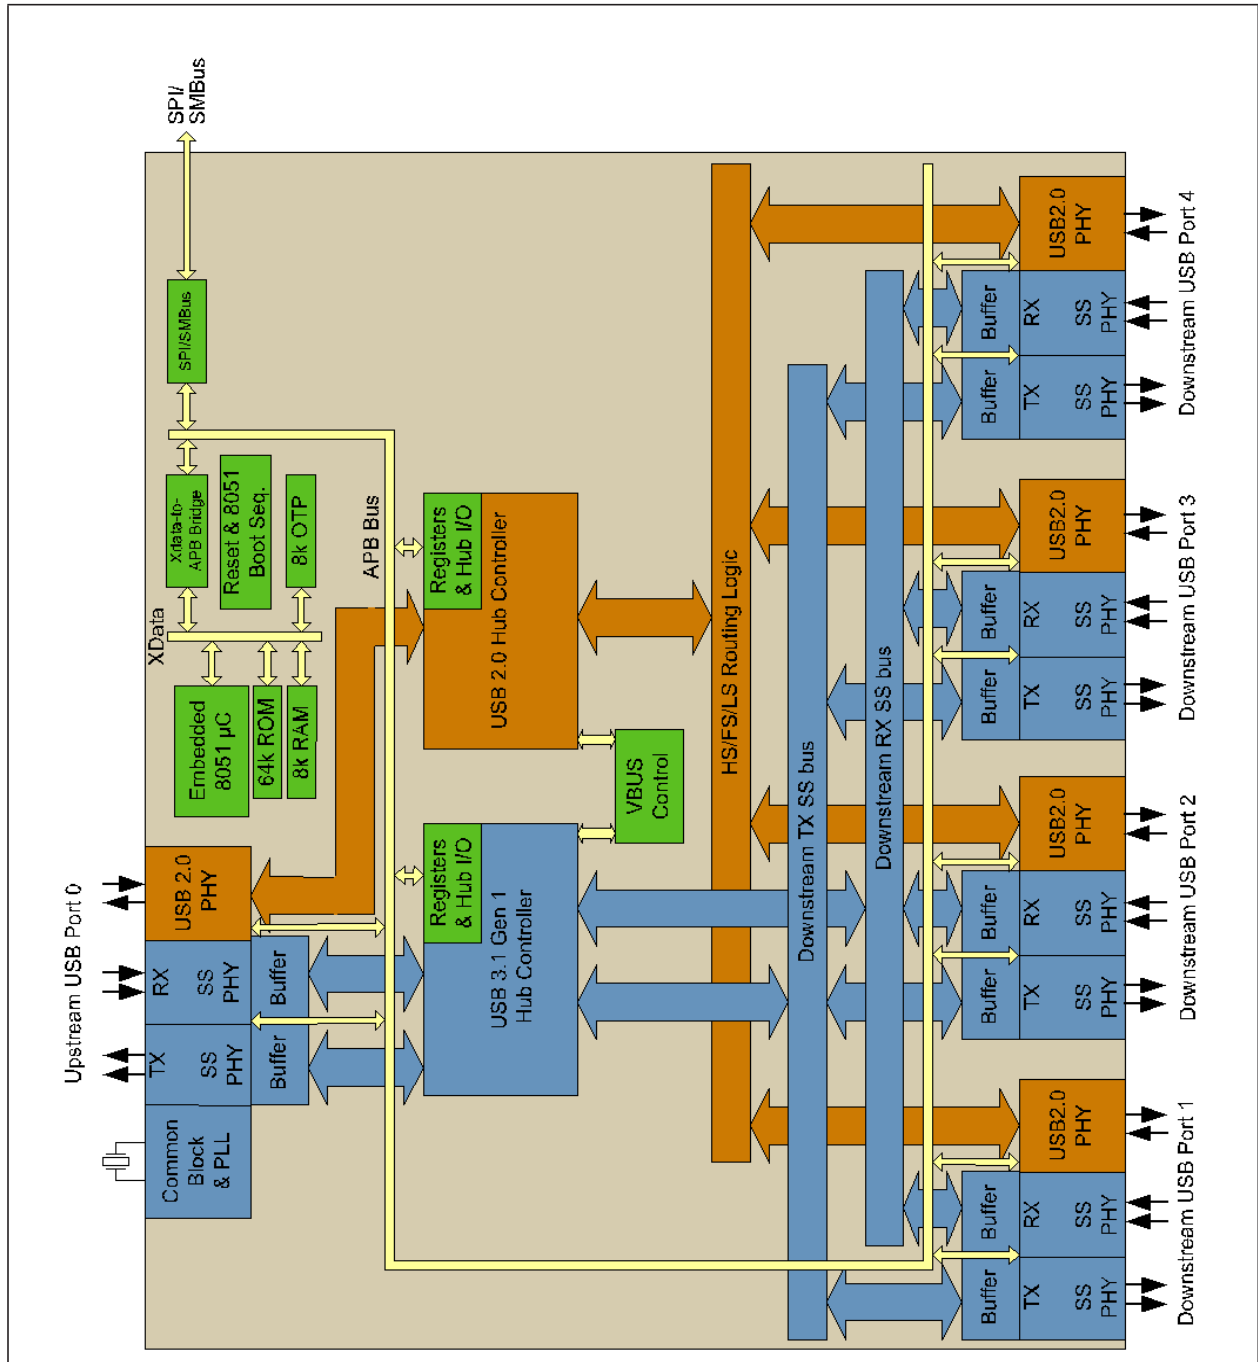 Upstream USB Port 0
Common
Block
& PLL
TX
SS
PHY
Buffer
RX
SS
PHY
Buffer
USB 2.0
PHY
Embedded
8051 µC
64k ROM
8k RAM
XData
Xdata-to-
APB Bridge
Reset & 8051
Boot Seq.
8k OTP
SPI/SMBus
SPI/
SMBus
APB Bus
USB 3.1 Gen 1
Hub Controller
Registers
& Hub I/O
USB 2.0 Hub Controller
Registers
& Hub I/O
VBUS
Control
HS/FS/LS Routing Logic
Downstream TX SS bus
Downstream RX SS bus
Buffer
TX
SS
PHY
Buffer
RX
SS
PHY
USB2.0
PHY
Downstream USB Port 1
Buffer
TX
SS
PHY
Buffer
RX
SS
PHY
USB2.0
PHY
Downstream USB Port 2
Buffer
TX
SS
PHY
Buffer
RX
SS
PHY
USB2.0
PHY
Downstream USB Port 3
Buffer
TX
SS
PHY
Buffer
RX
SS
PHY
USB2.0
PHY
Downstream USB Port 4